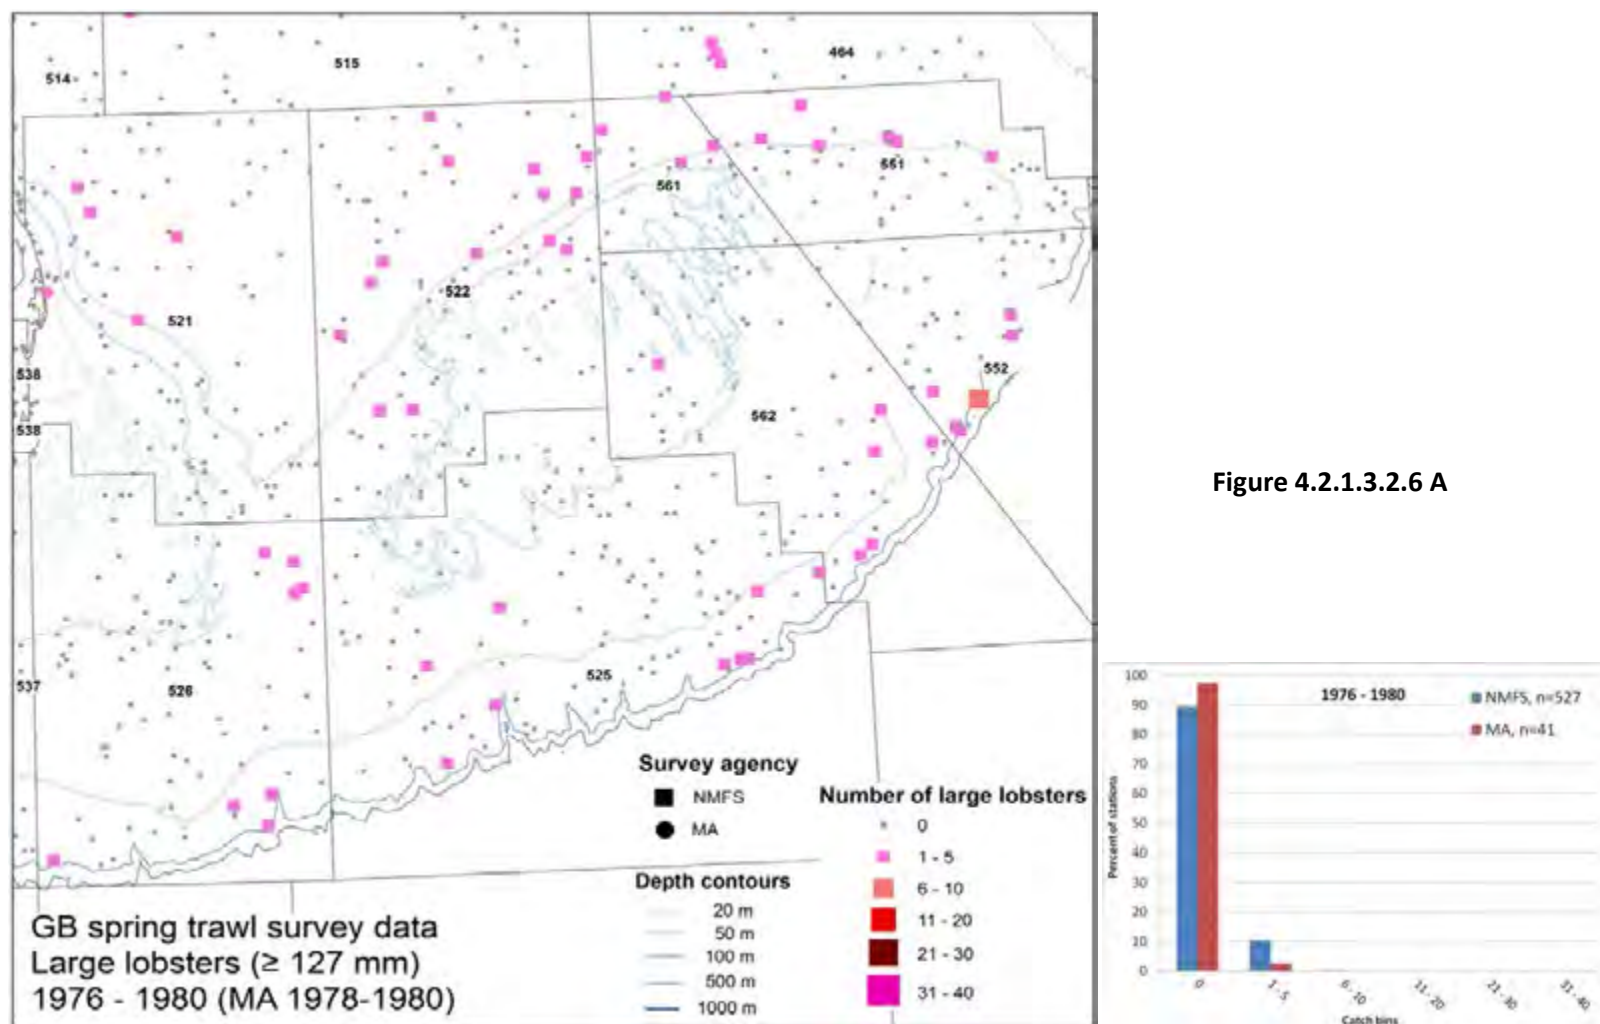 514
515
464
561
551
521
522
538
552
538
562
Figure 4.2.1.3.2.6 A
537
526
525
Survey agency
NMFS
MA
Number of large lobsters
0
1 - 5
6 - 10
11 - 20
21 - 30
31 - 40
Depth contours
20 m
50 m
100 m
500 m
1000 m
GB spring trawl survey data
Large lobsters (≥ 127 mm)
1976 - 1980 (MA 1978-1980)
1976 - 1980
NMFS, n=527
MA, n=41
Percent of stations
100
90
80
70
60
50
40
30
20
10
0
0
1 - 5
6 - 10
11 - 20
21 - 30
31 - 40
Catch bins